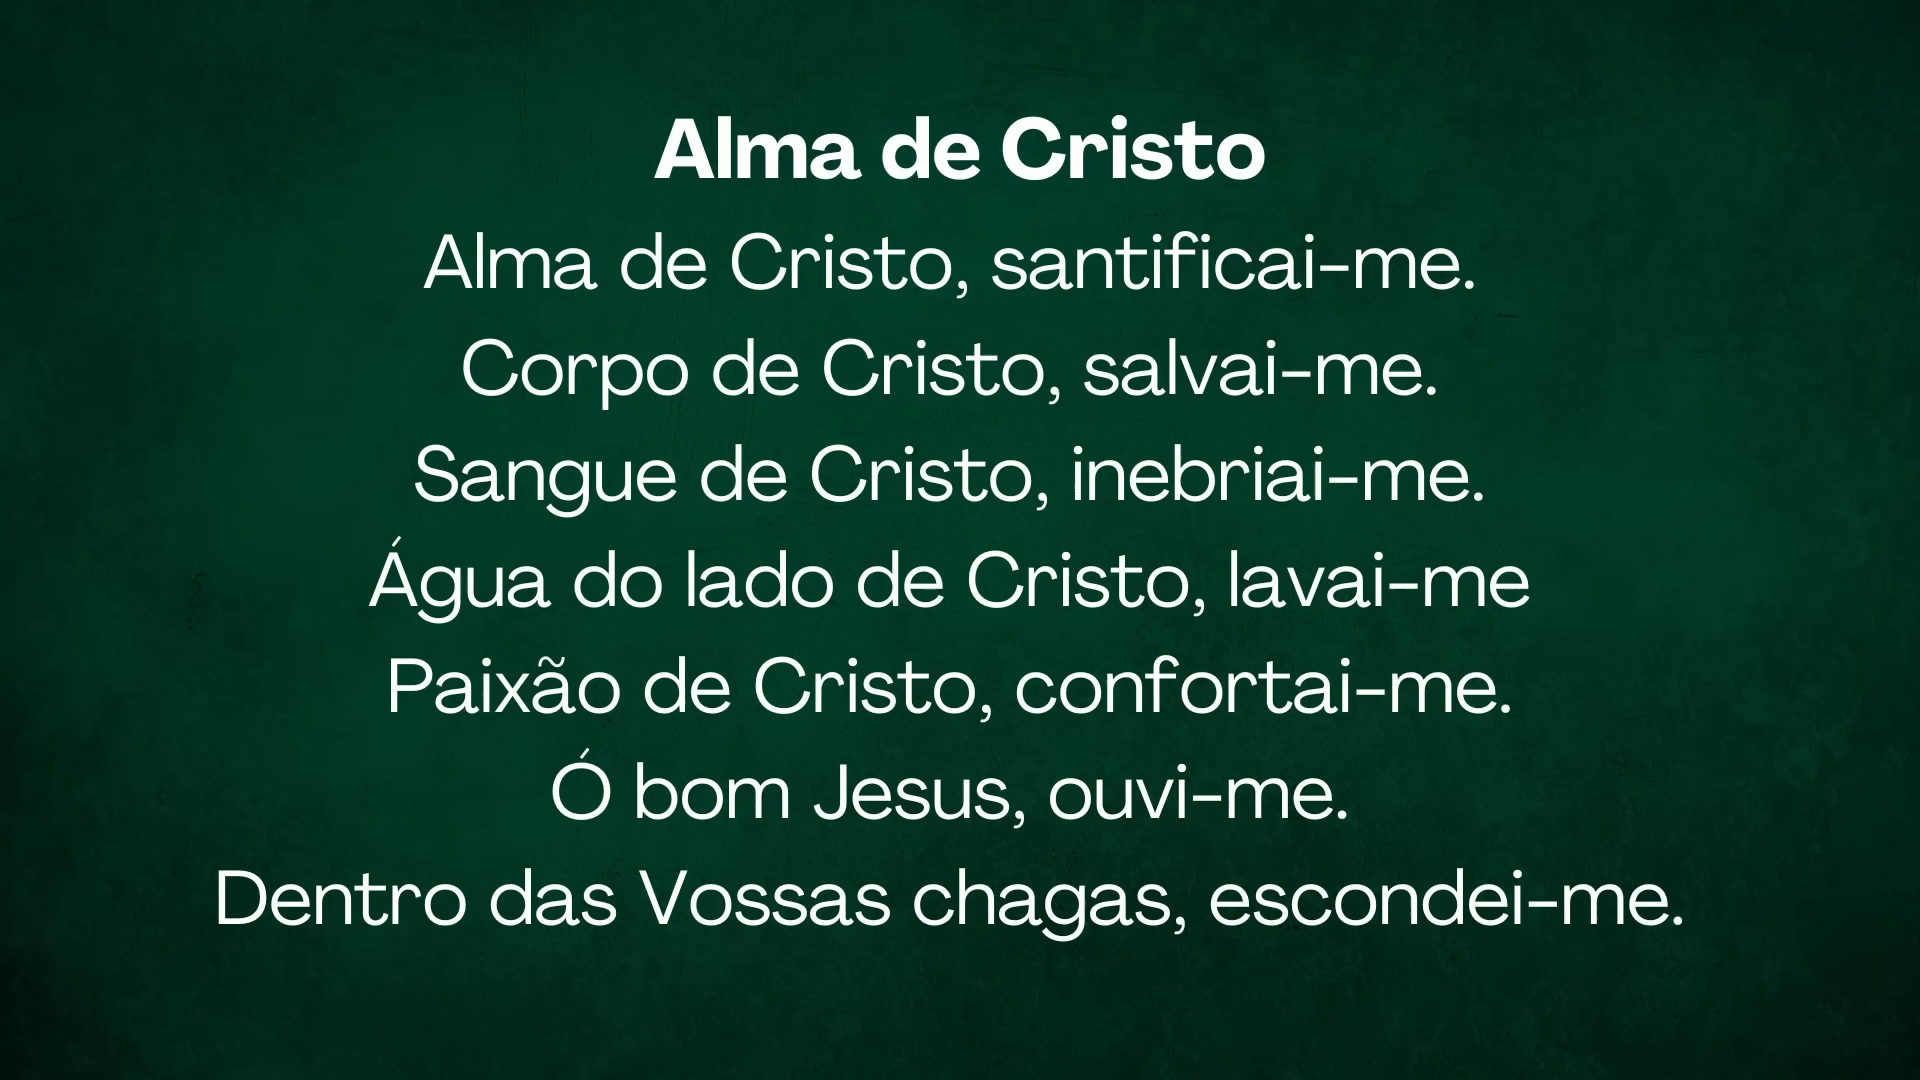 Alma de Cristo
Alma de Cristo, santificai-me.
Corpo de Cristo, salvai-me.
Sangue de Cristo, inebriai-me.
Água do lado de Cristo, lavai-me
Paixão de Cristo, confortai-me.
Ó bom Jesus, ouvi-me.
Dentro das Vossas chagas, escondei-me.